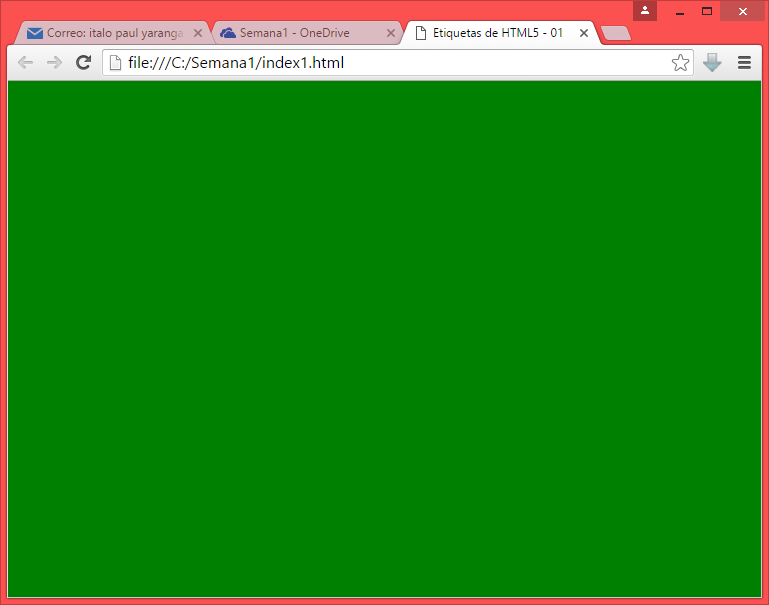 Correo: italo paul yaranga
Semana1 - OneDrive
Etiquetas de HTML5 - 01
file:///C:/Semana1/index1.html